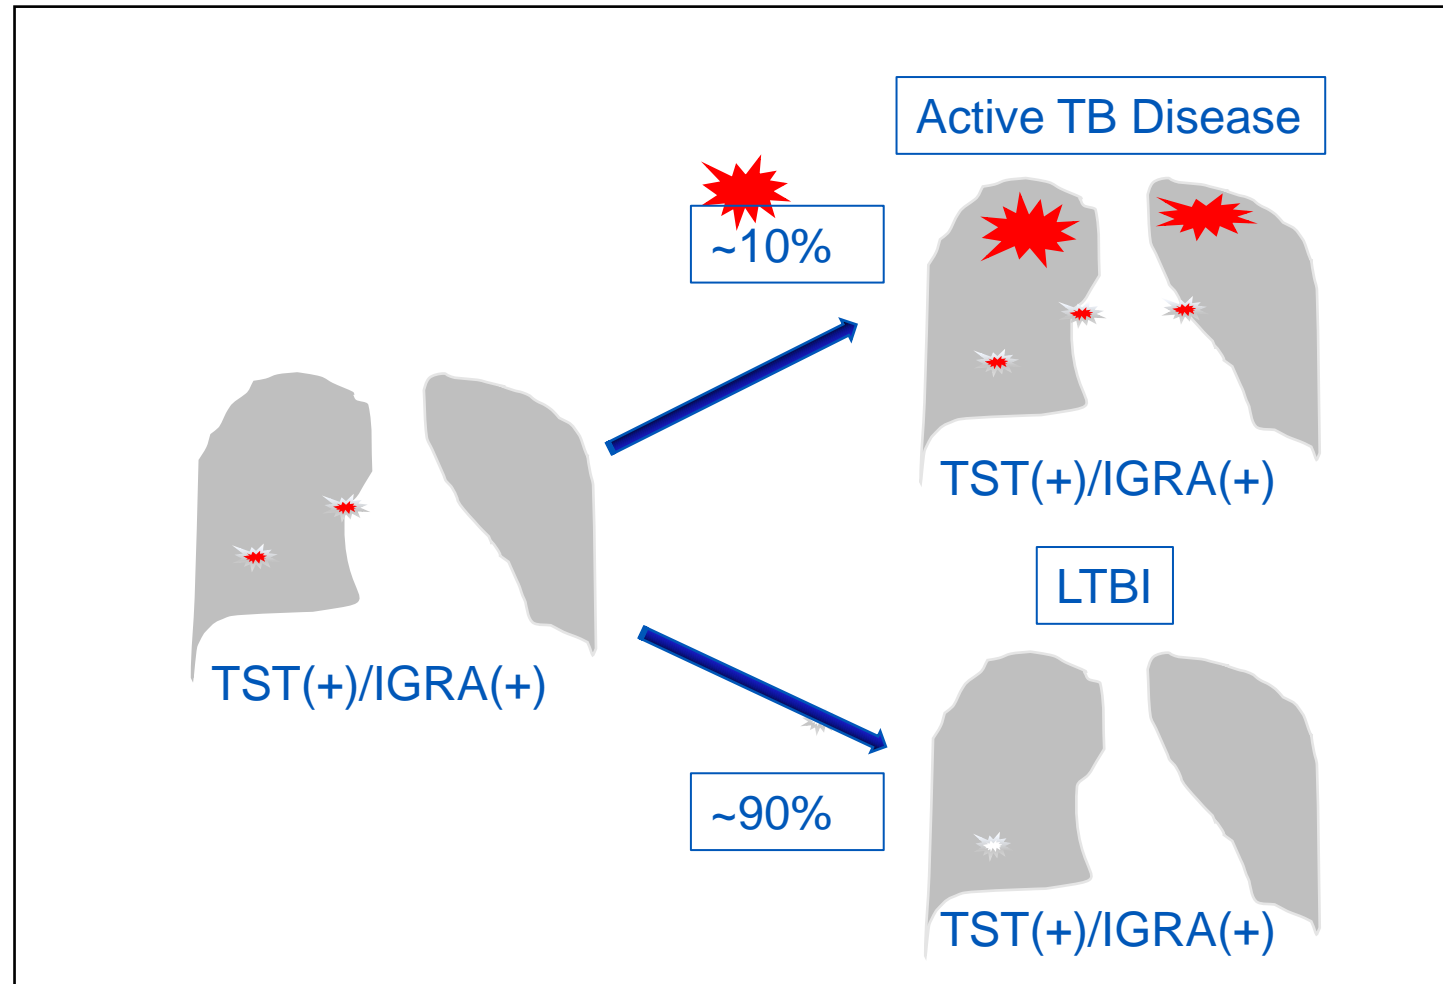 Active TB Disease
~10%
TST(+)/IGRA(+)
LTBI
TST(+)/IGRA(+)
~90%
TST(+)/IGRA(+)